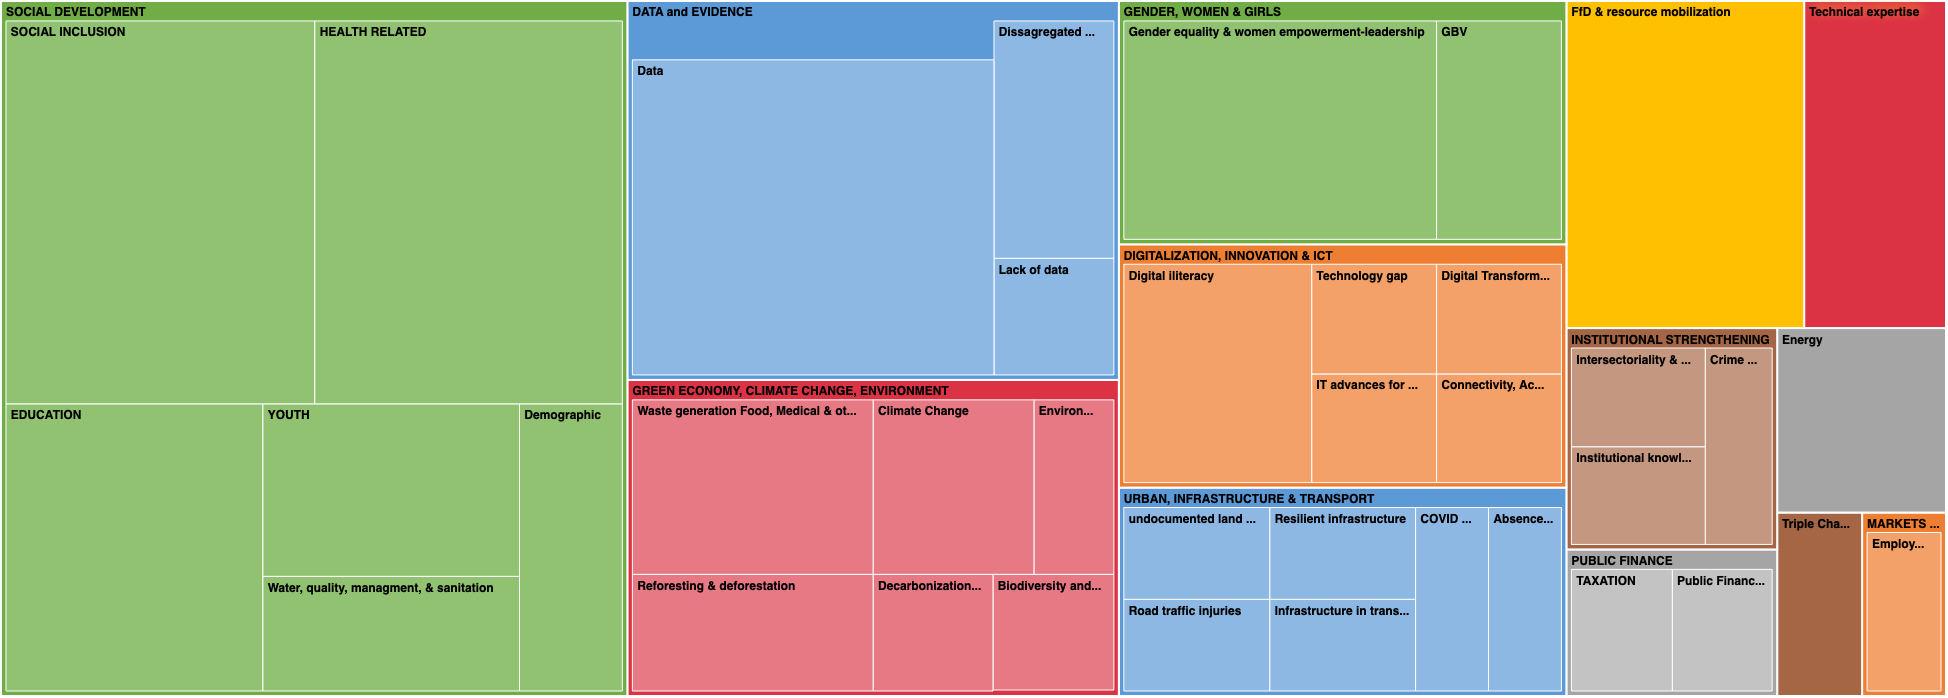 SOCIAL DEVELOPMENT
SOCIAL INCLUSION
HEALTH RELATED
EDUCATION
YOUTH
Demographic
Water, quality, managment, & sanitation
DATA and EVIDENCE
Dissagregated ...
Data
Lack of data
GREEN ECONOMY, CLIMATE CHANGE, ENVIRONMENT
Waste generation Food, Medical & ot...
Climate Change
Environ...
Reforesting & deforestation
Decarbonization...
Biodiversity and...
GENDER, WOMEN & GIRLS
Gender equality & women empowerment-leadership
GBV
DIGITALIZATION, INNOVATION & ICT
Digital iliteracy
Technology gap
Digital Transform...
IT advances for ...
Connectivity, Ac...
URBAN, INFRASTRUCTURE & TRANSPORT
undocumented land ...
Resilient infrastructure
COVID ...
Absence...
Road traffic injuries
Infrastructure in trans...
FfD & resource mobilization
Technical expertise
INSTITUTIONAL STRENGTHENING
Intersectoriality & ...
Crime ...
Institutional knowl...
Energy
PUBLIC FINANCE
TAXATION
Public Financ...
Triple Cha...
MARKETS ...
Employ...